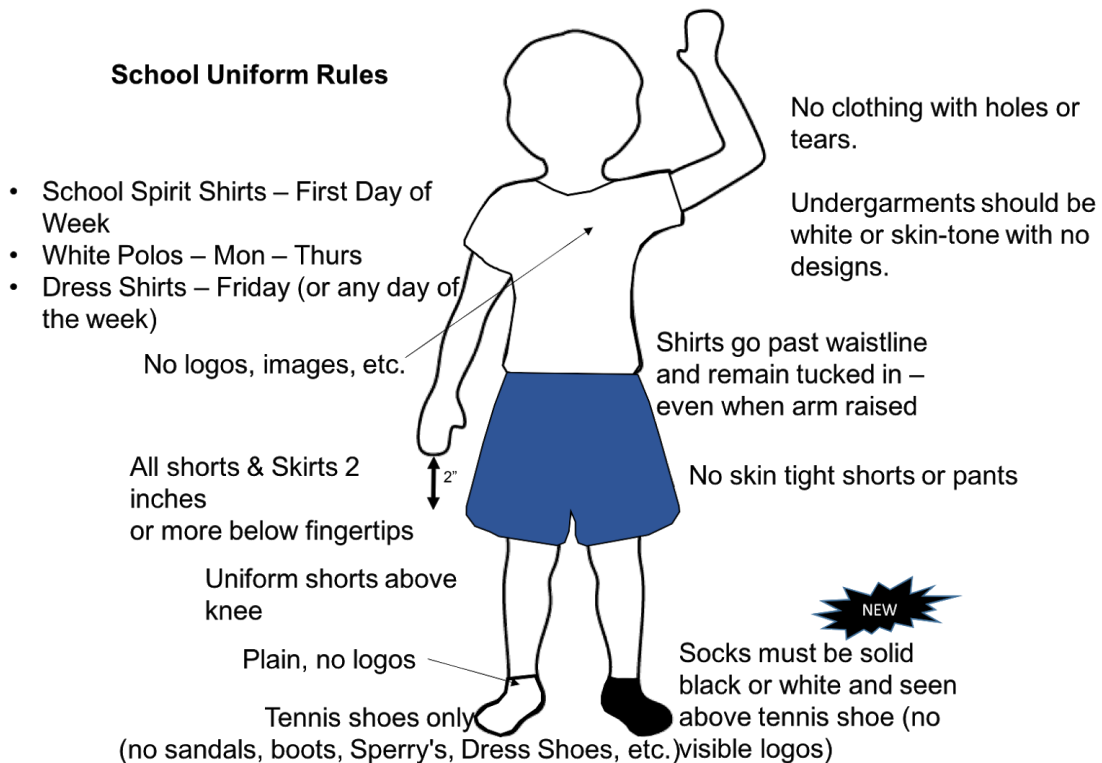 School Uniform Rules
• School Spirit Shirts – First Day of
Week
• White Polos – Mon – Thurs
• Dress Shirts – Friday (or any day of
the week)
No logos, images, etc.
All shorts & Skirts 2
inches
or more below fingertips
2”
Uniform shorts above
knee
Plain, no logos
Tennis shoes only
(no sandals, boots, Sperry's, Dress Shoes, etc.)
No clothing with holes or
tears.
Undergarments should be
white or skin-tone with no
designs.
Shirts go past waistline
and remain tucked in –
even when arm raised
No skin tight shorts or pants
NEW
Socks must be solid
black or white and seen
above tennis shoe (no
visible logos)